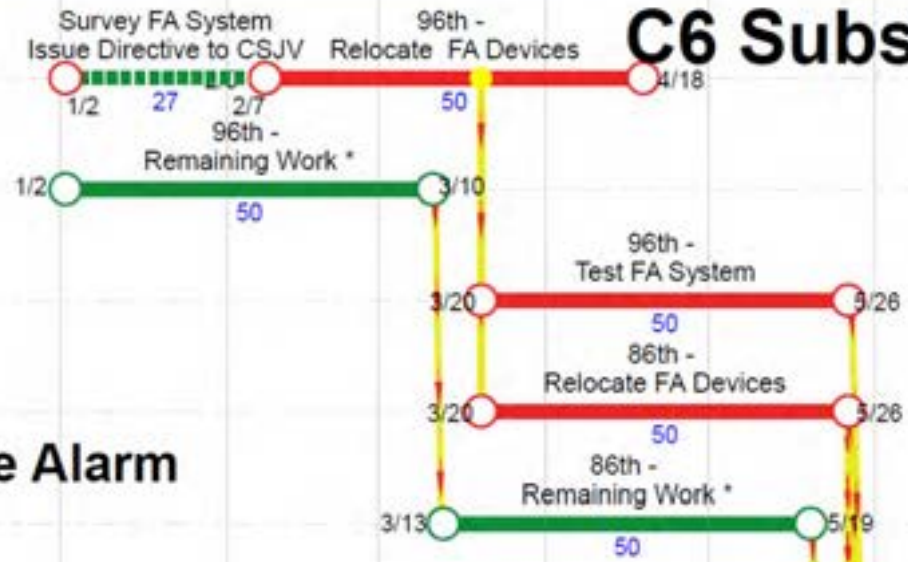 Survey FA System
Issue Directive to CSJV
96th -
Relocate FA Devices
C6 Subs
1/2
27
2/7
50
4/18
96th -
Remaining Work *
1/2
3/10
50
96th -
Test FA System
3/20
5/26
50
86th -
Relocate FA Devices
3/20
5/26
50
e Alarm
86th -
Remaining Work *
3/13
5/19
50